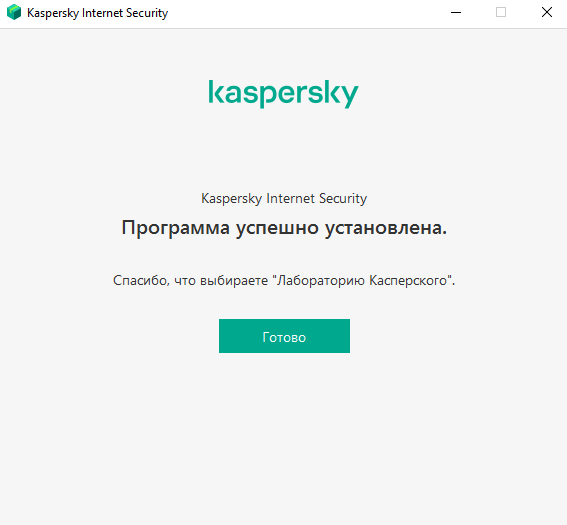 Kaspersky Internet Security
kaspersky
Kaspersky Internet Security
Программа успешно установлена.
Спасибо, что выбираете "Лабораторию Касперского".
Готово